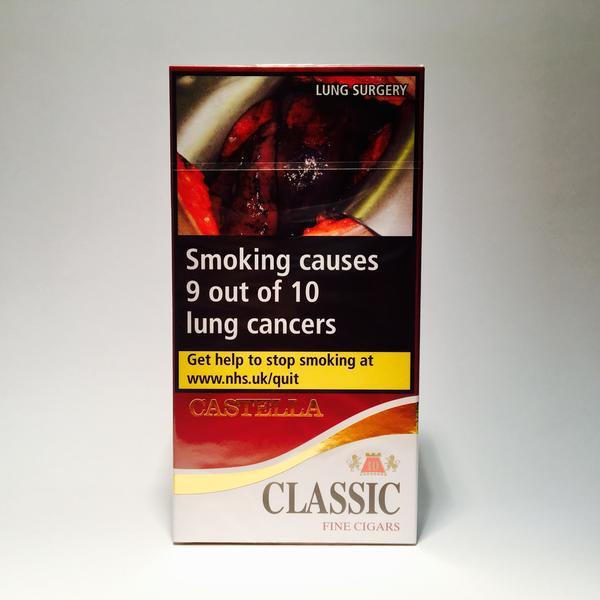 LUNG SURGERY
Smoking causes
9 out of 10
lung cancers
Get help to stop smoking at
www.nhs.uk/quit
CASTELLA
10
CLASSIC
FINE CIGARS